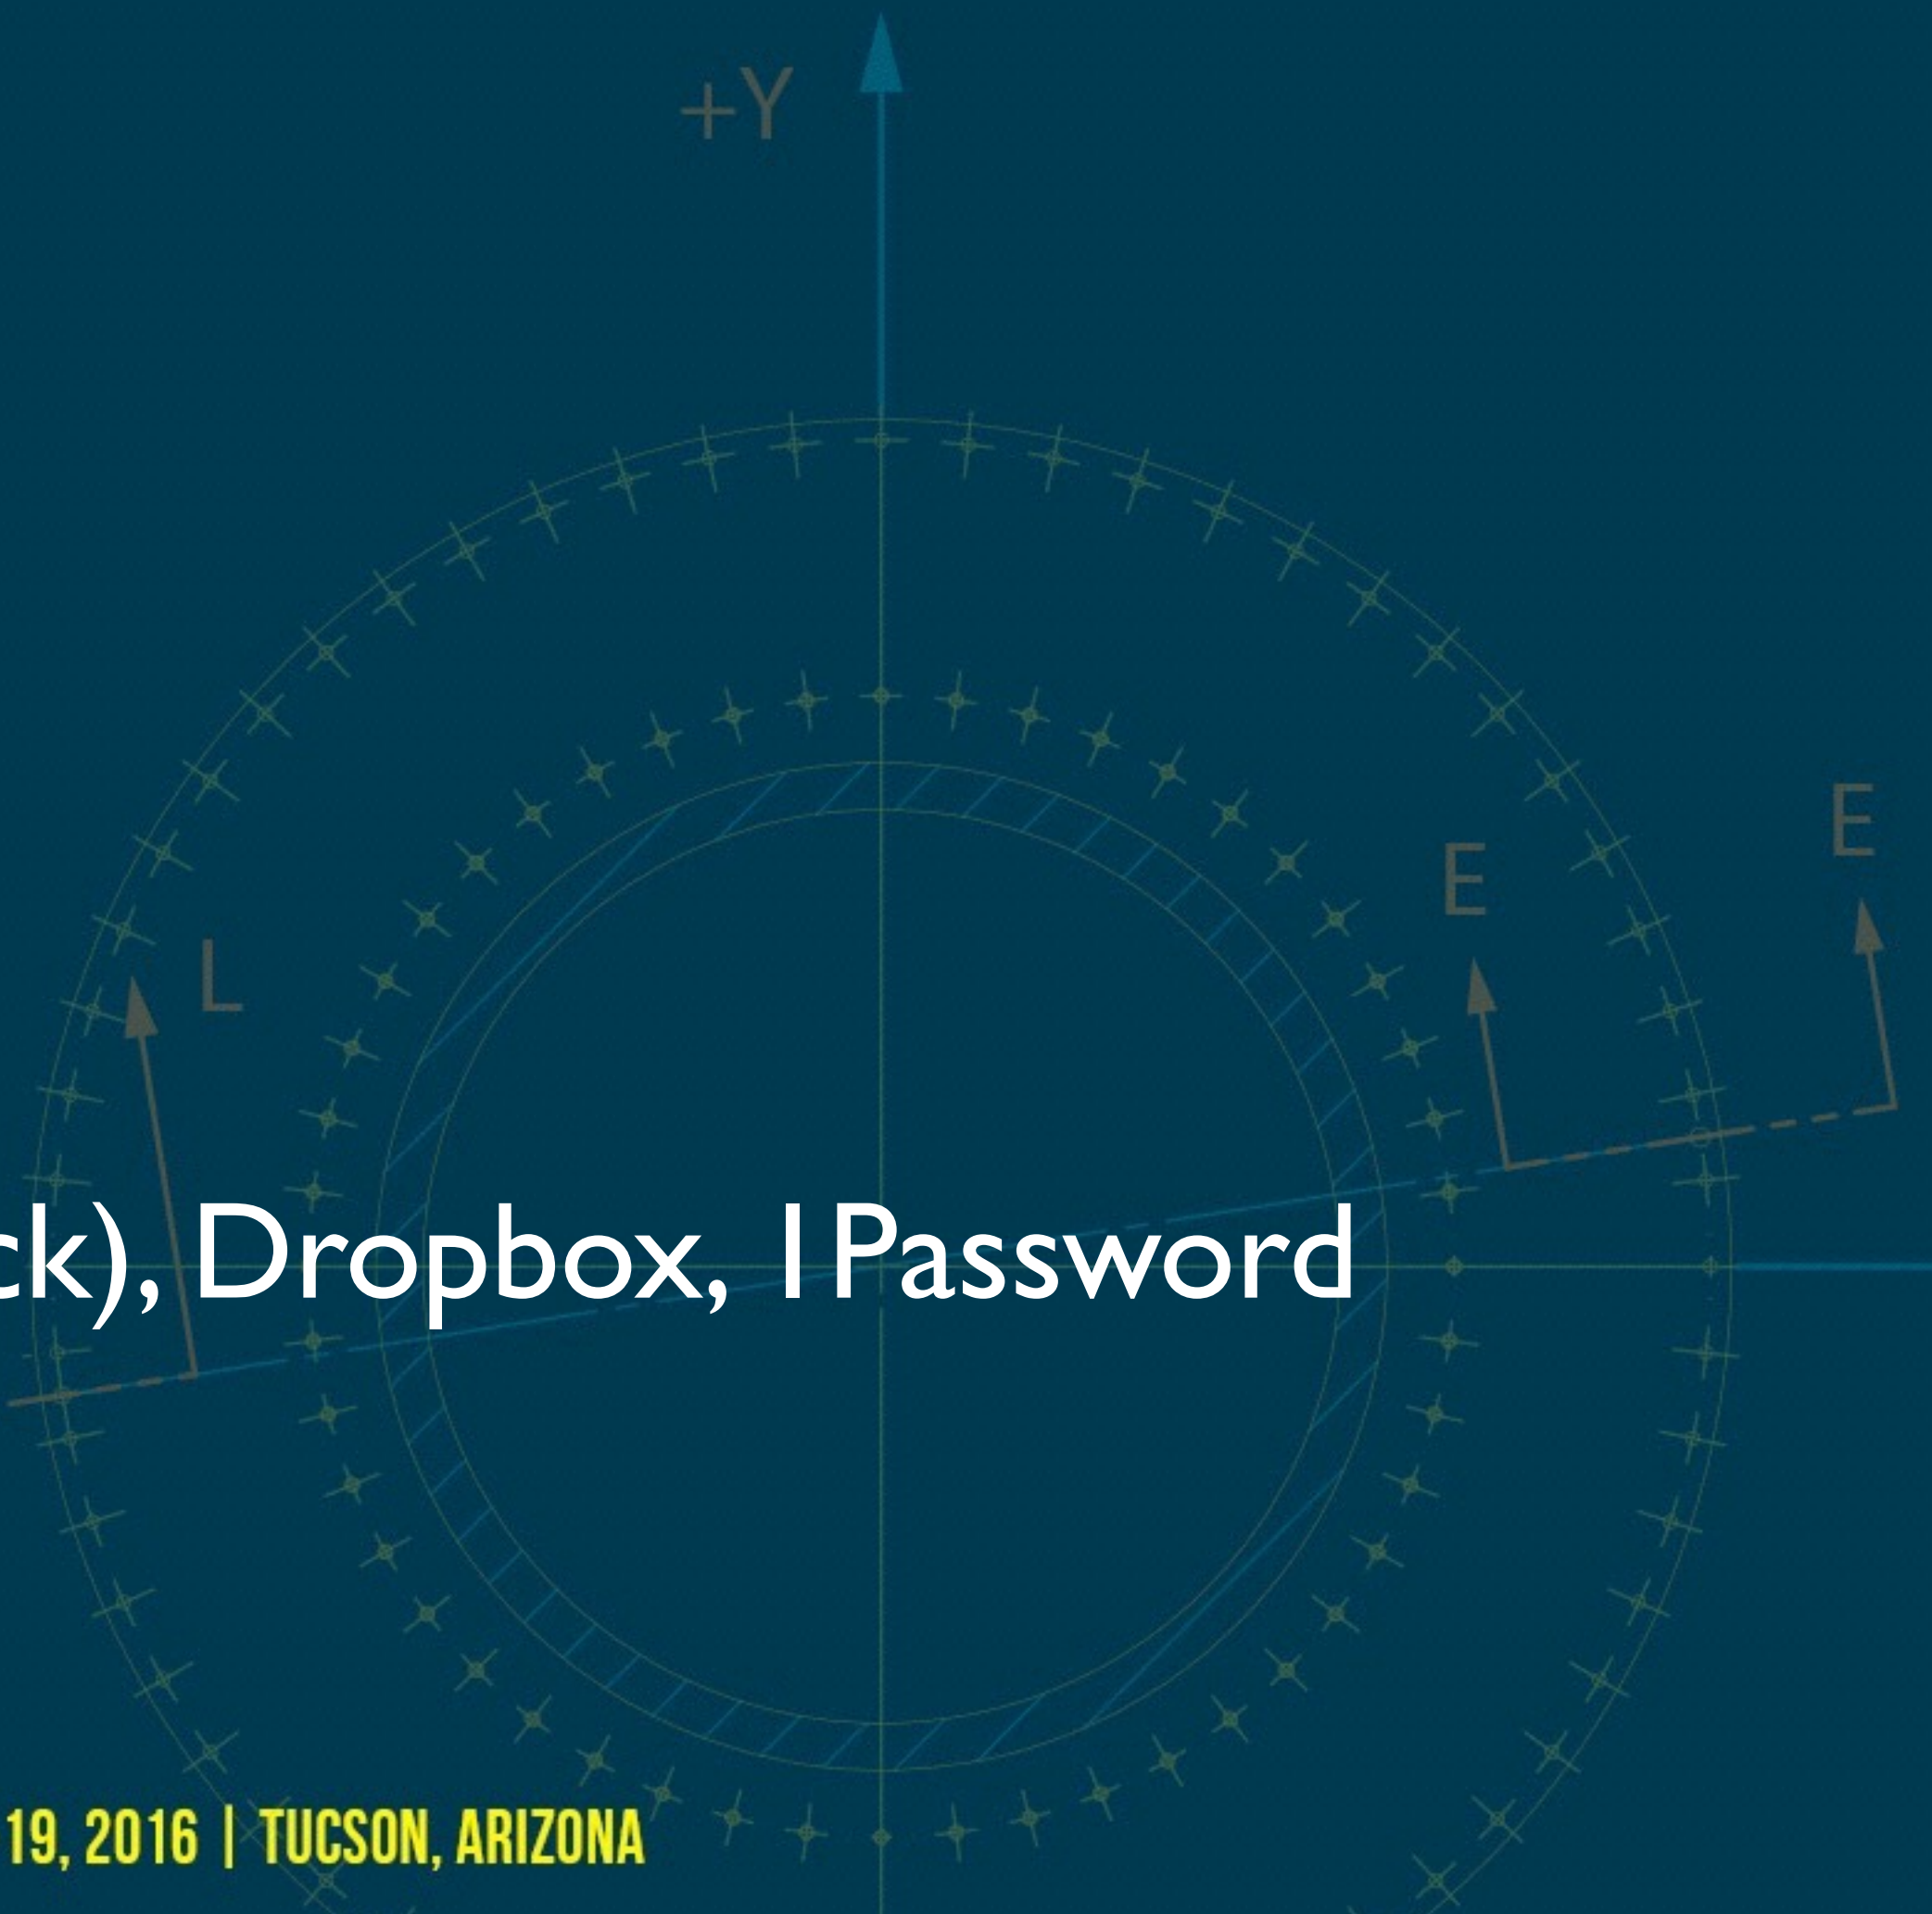 +Y
E
E
L
ck), Dropbox, 1Password
19, 2016 | TUCSON, ARIZONA